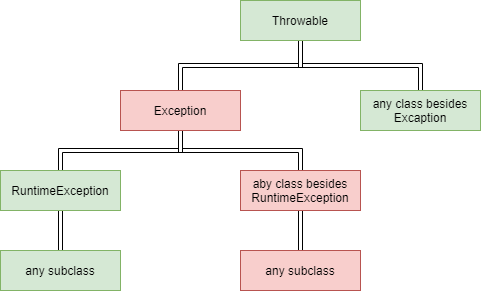 Throwable
Exception
any class besides
Excaption
RuntimeException
aby class besides
RuntimeException
any subclass
any subclass